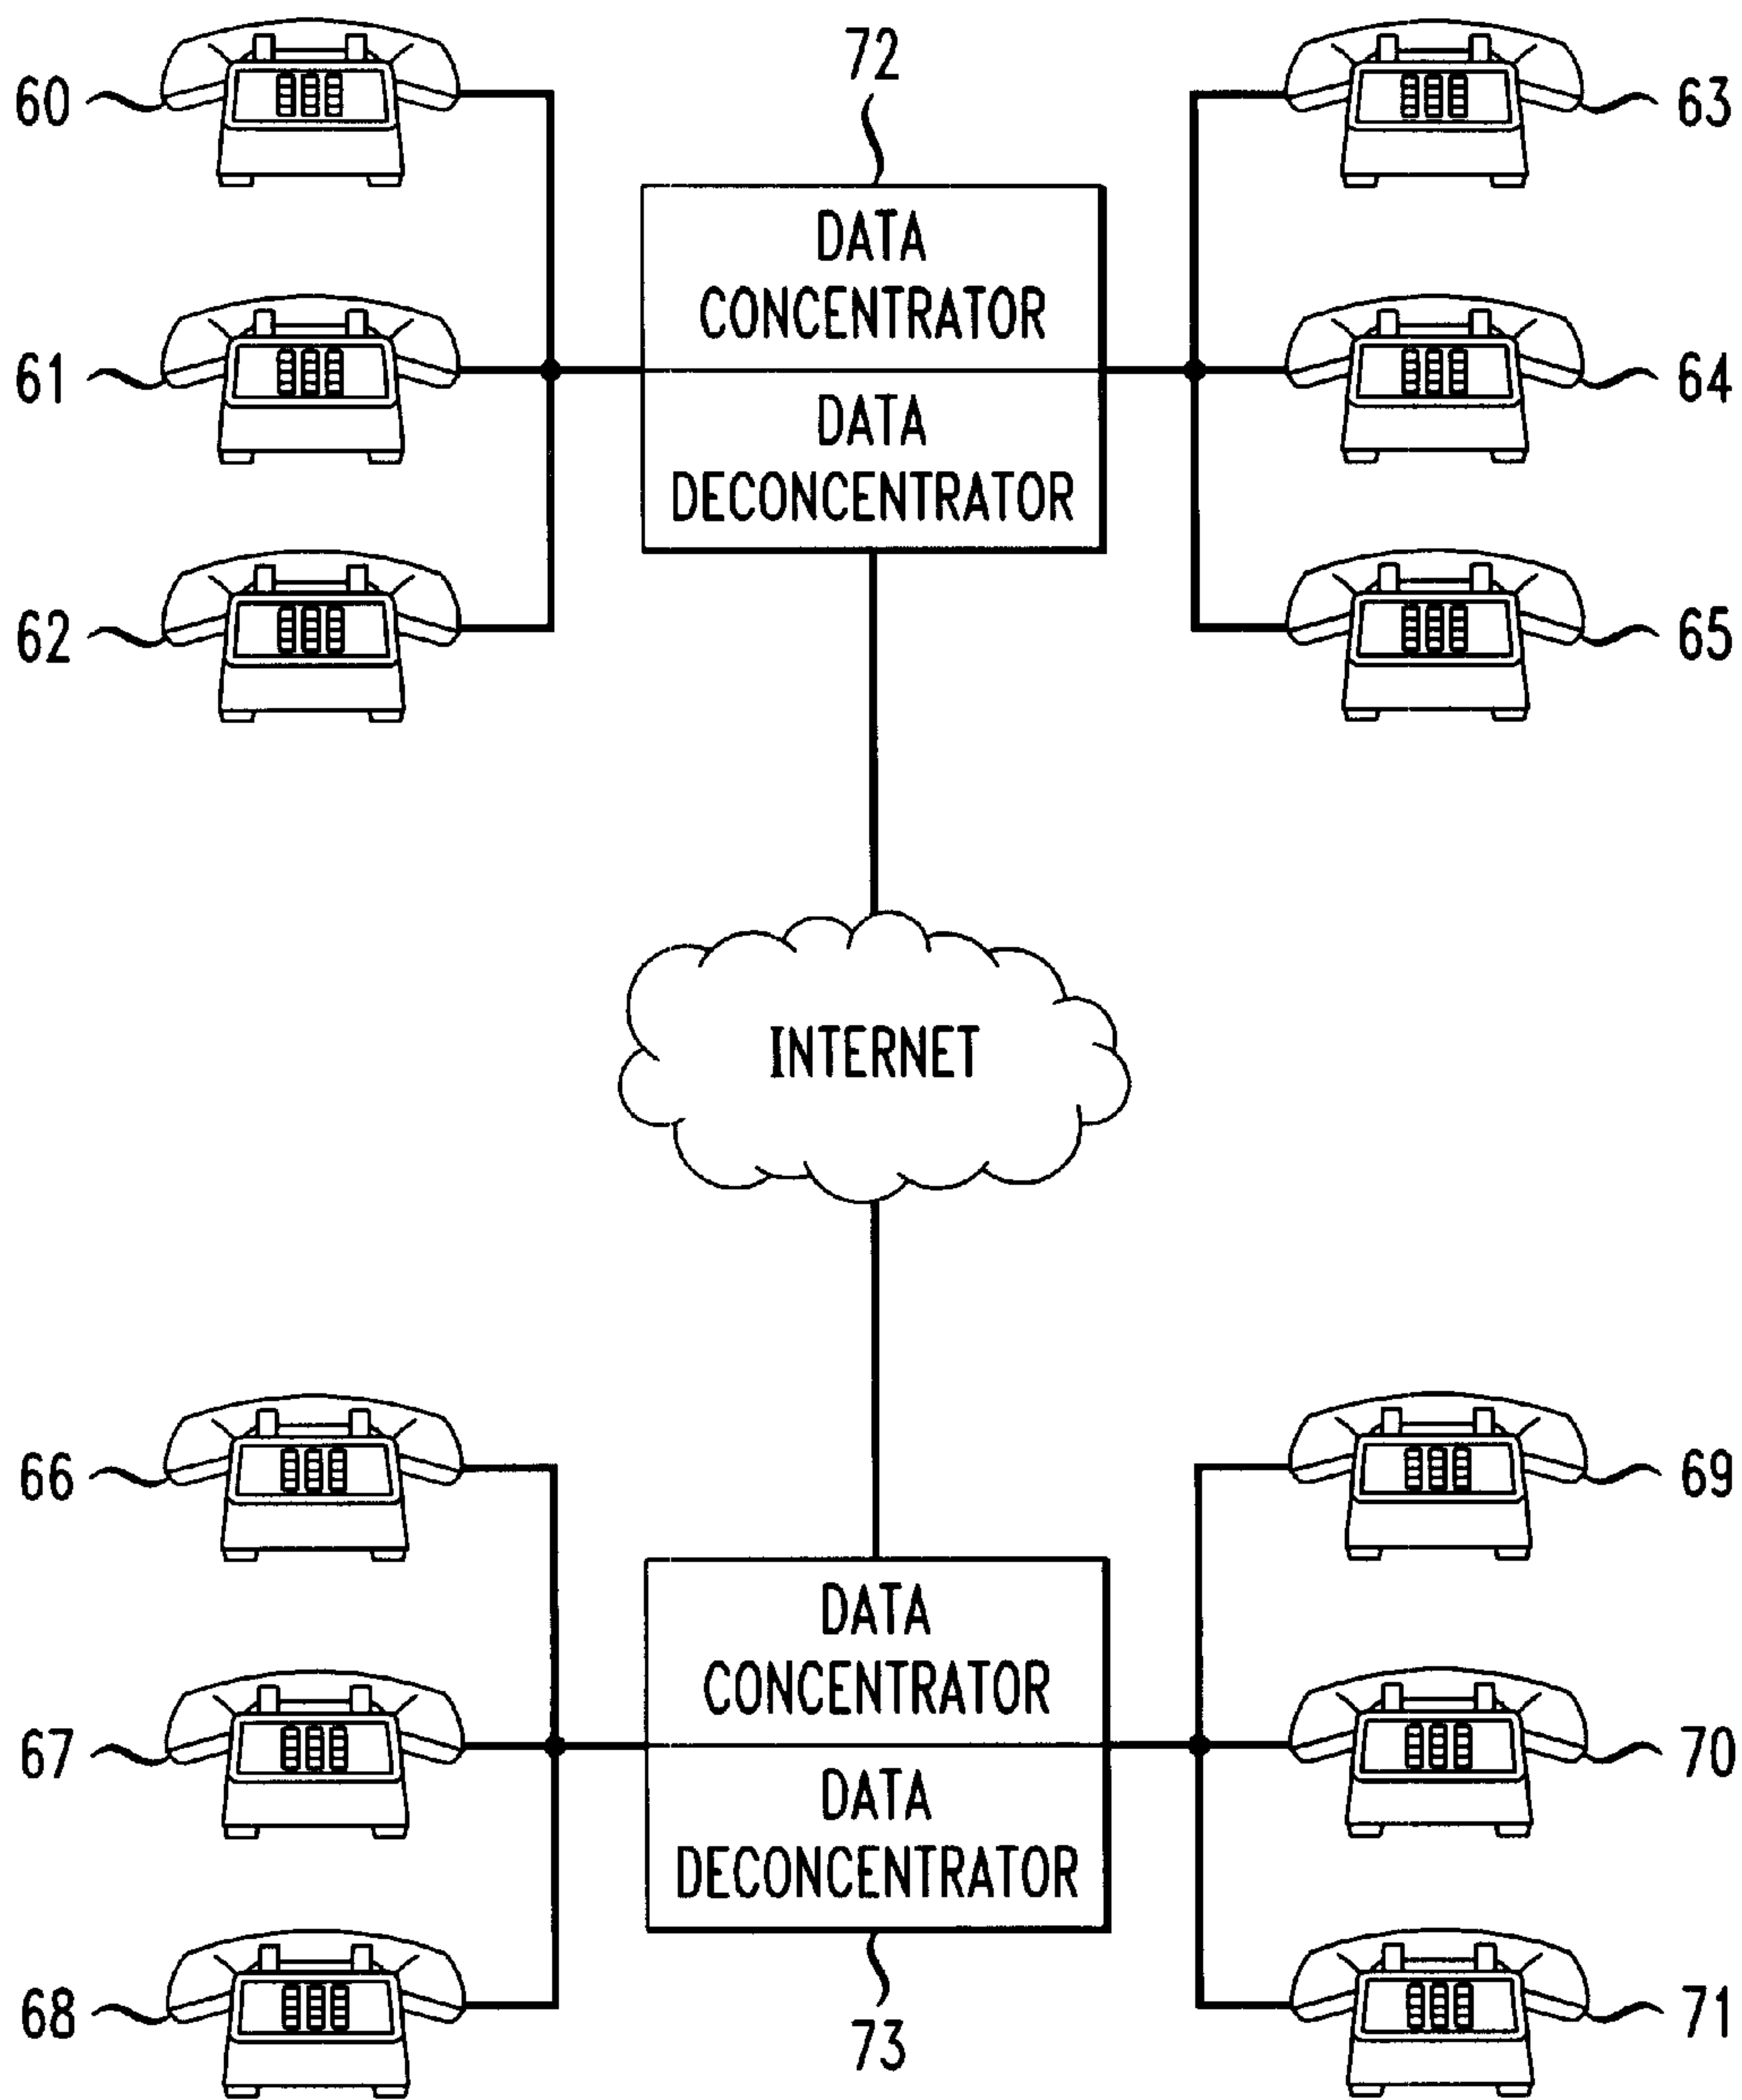 72
60
63
DATA
CONCENTRATOR
61
64
DATA
DECONCENTRATOR
62
65
INTERNET
66
69
DATA
CONCENTRATOR
67
70
DATA
DECONCENTRATOR
68
71
73